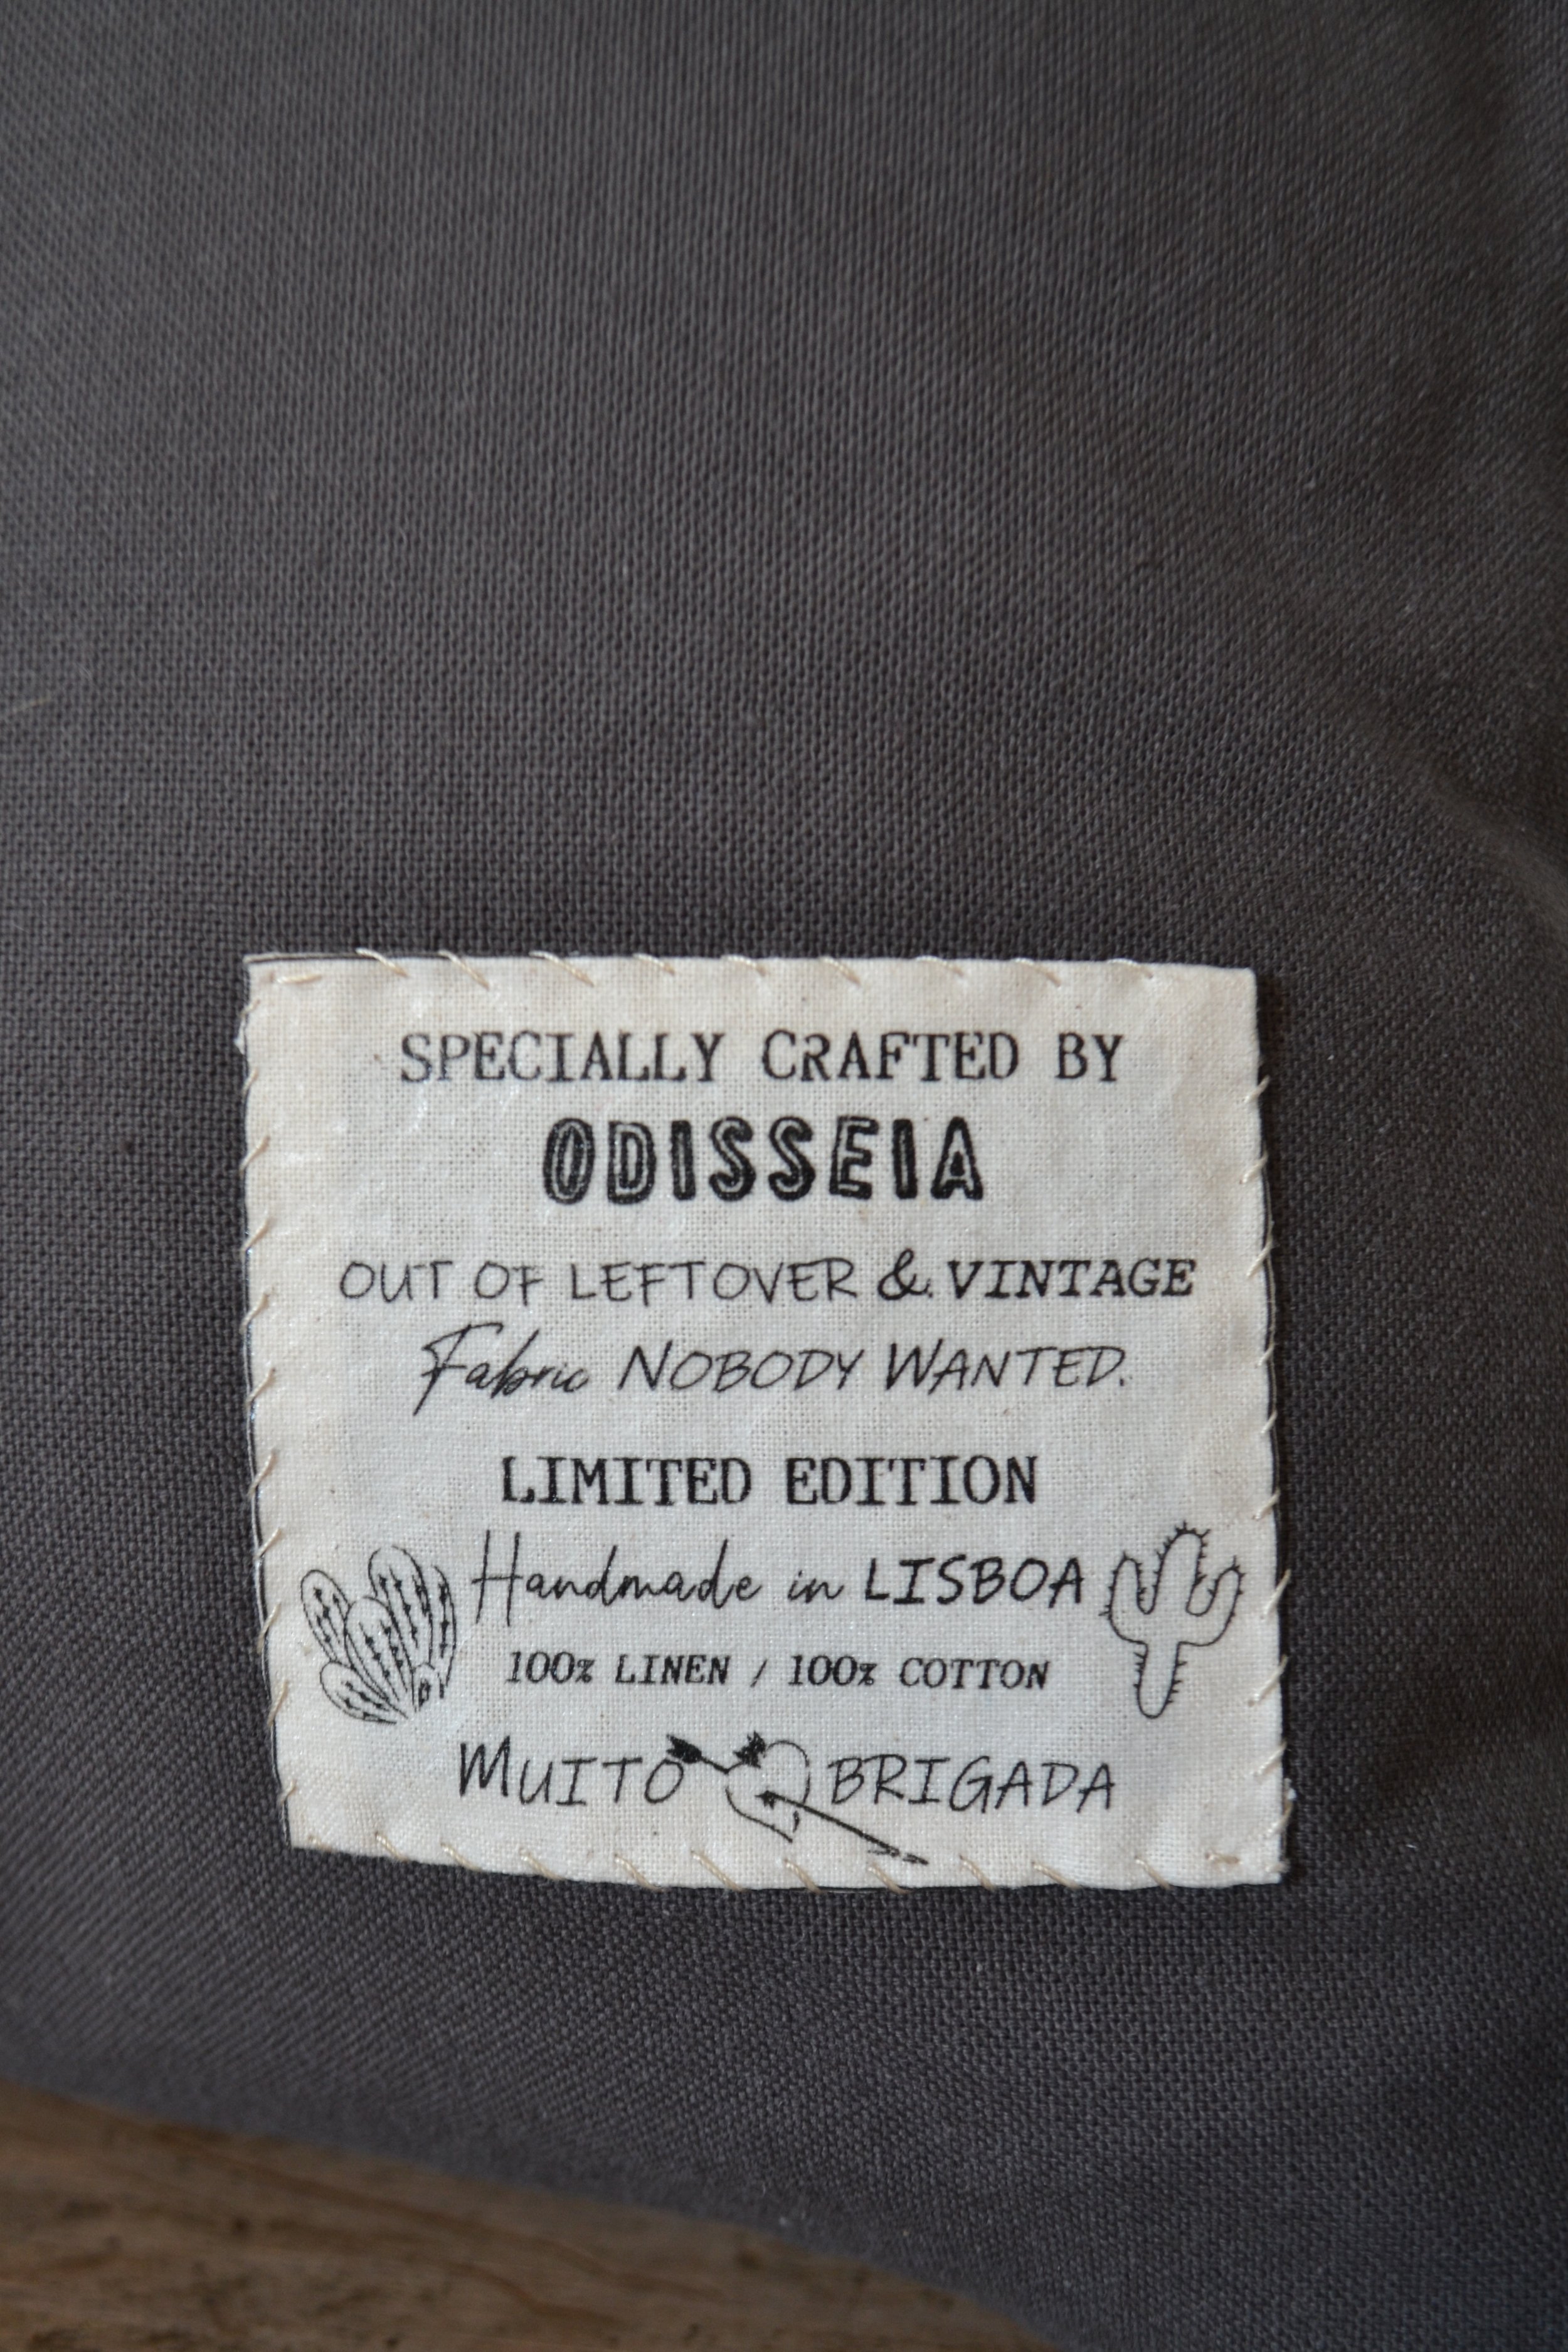 SPECIALLY CRAFTED BY
ODISSEIA
OUT OF LEFTOVER & VINTAGE
Fabric NOBODY WANTED.
LIMITED EDITION
Handmade in LISBOA
100% LINEN / 100% COTTON
MUITO BRIGADA